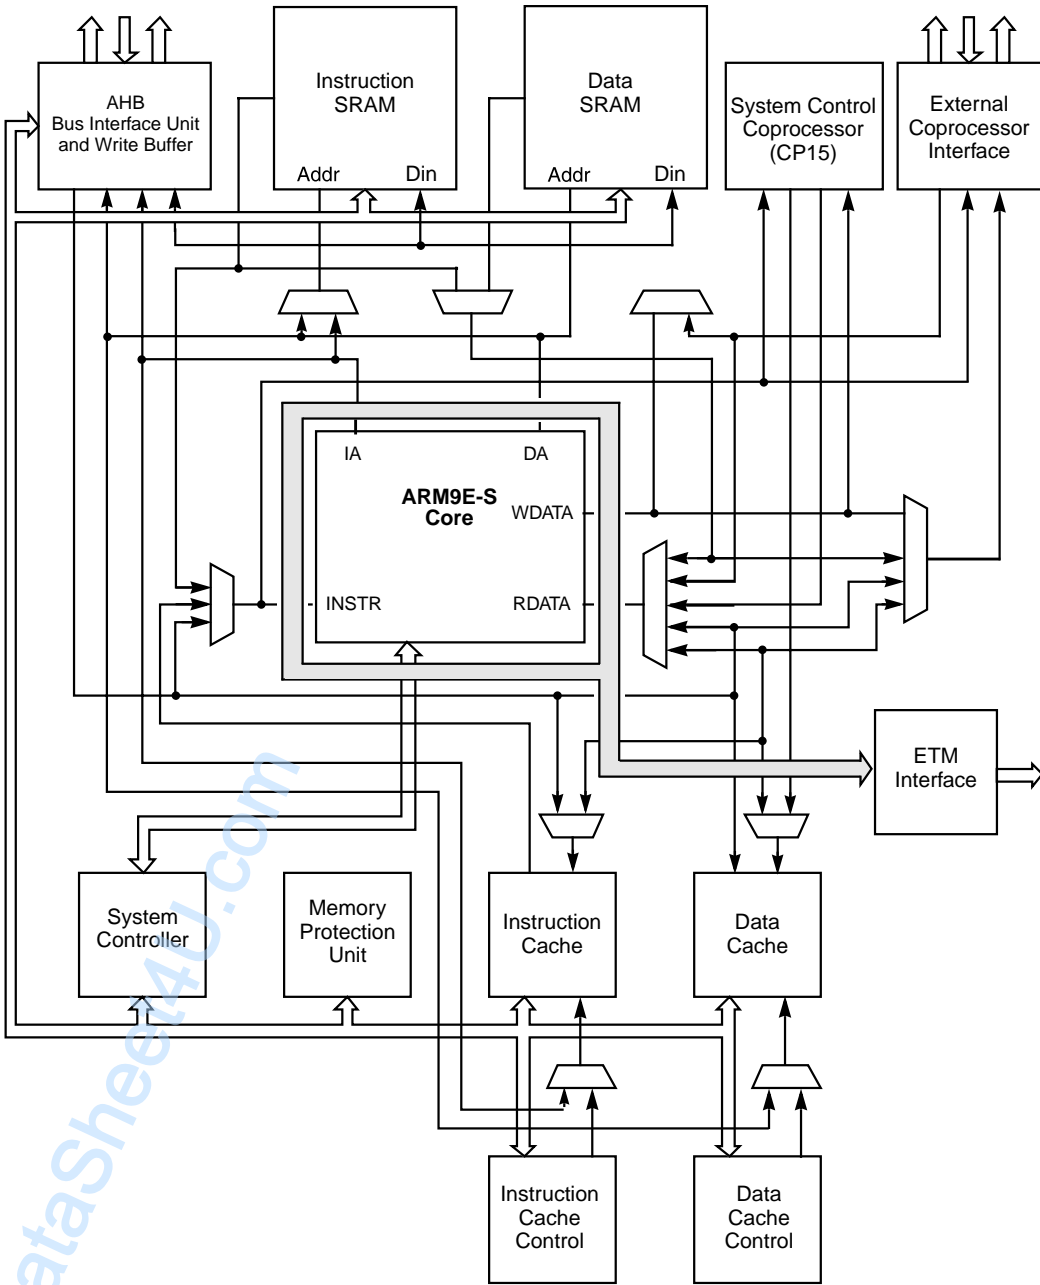 AHB
Bus Interface Unit
and Write Buffer
Instruction
SRAM
Addr
Din
Data
SRAM
Addr
Din
System Control
Coprocessor
(CP15)
External
Coprocessor
Interface
IA
DA
ARM9E-S
Core
WDATA
INSTR
RDATA
ETM
Interface
System
Controller
Memory
Protection
Unit
Instruction
Cache
Data
Cache
Instruction
Cache
Control
Data
Cache
Control
ataSheet4U.com